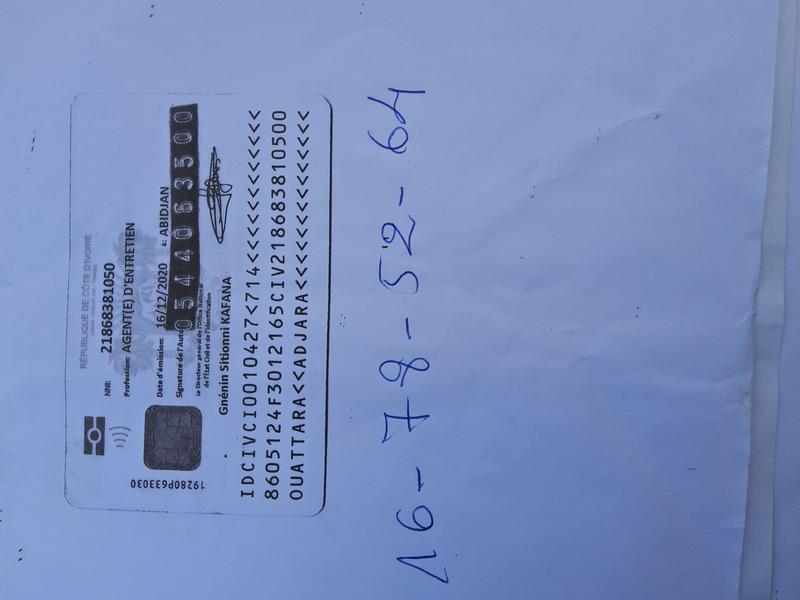 RÉPUBLIQUE DE CÔTE D'IVOIRE
NNI: 21868381050
Profession: AGENT(E) D'ENTRETIEN
Date d'émission: 16/12/2020 à: ABIDJAN
Signature de l'Auto
0544063500
Le Directeur général de l'Office National
de l'État Civil et de l'Identification
Gnénin Sitionni KAFANA
19280P633030
IDCIVCI0010427<714<<<<<<<<<<<<
8605124F3012165CIV218683810500
OUATTARA<<ADJARA<<<<<<<<<<<<<<
16-78-52-64